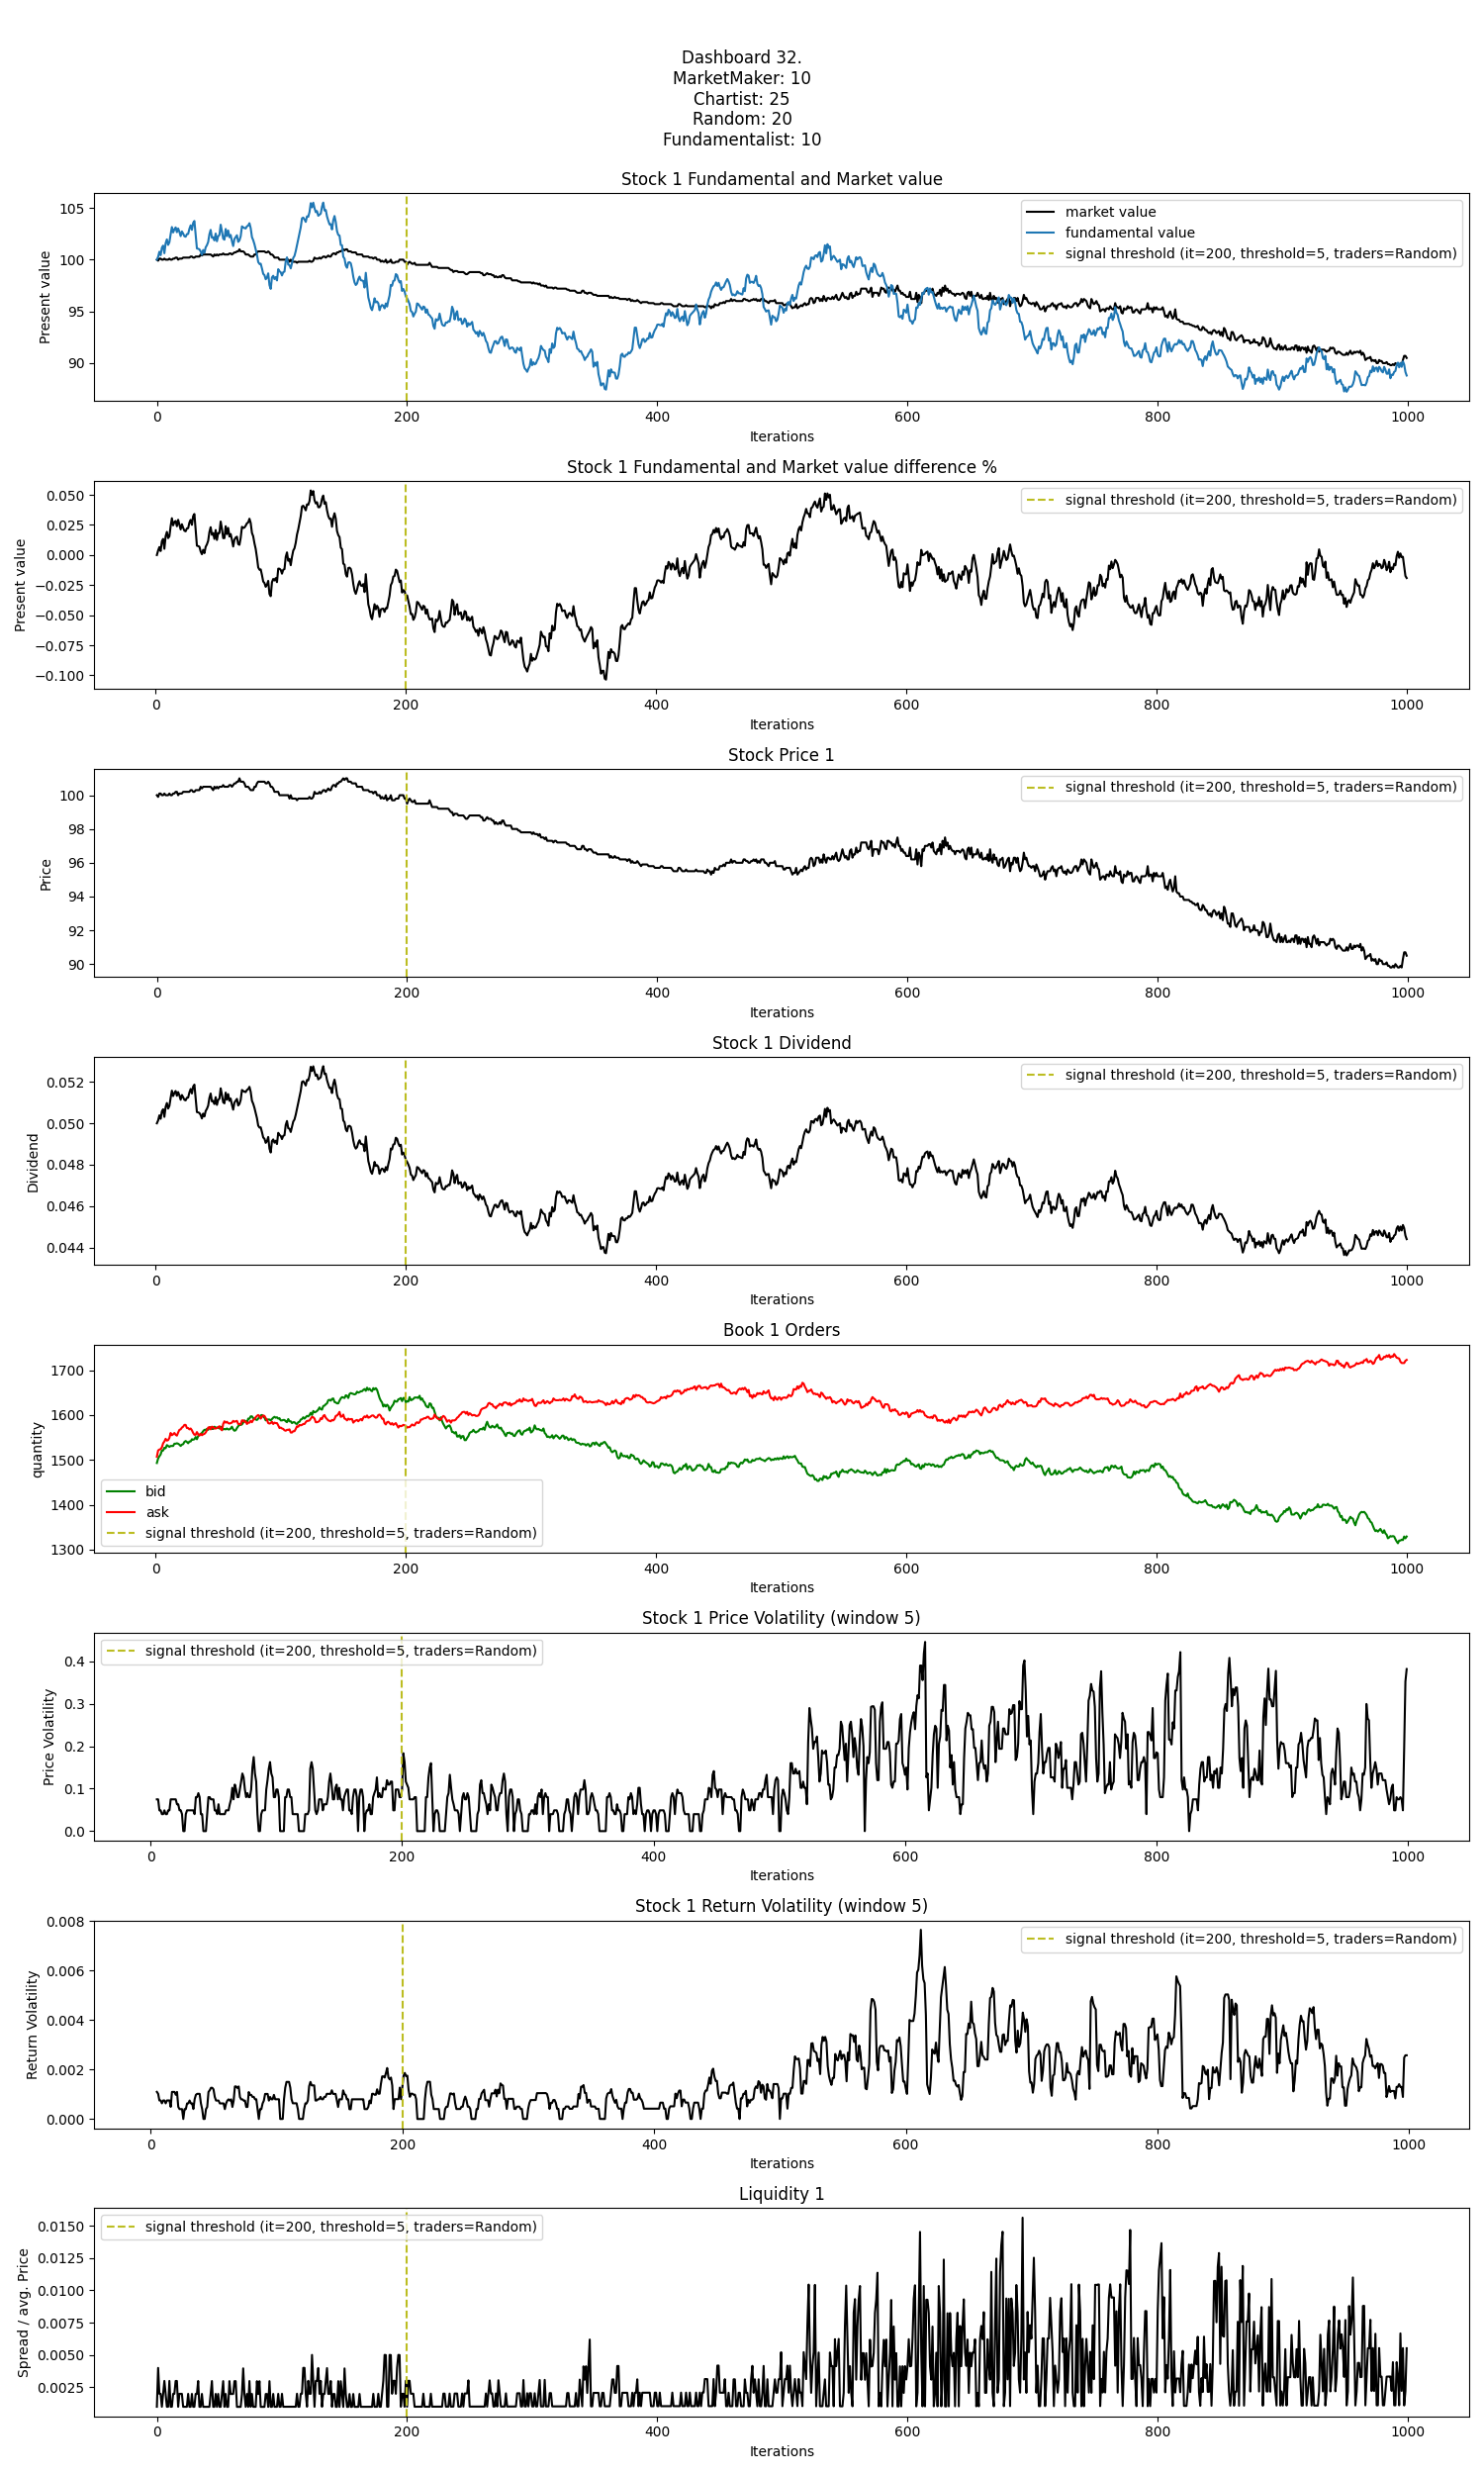 Dashboard 32.
MarketMaker: 10
Chartist: 25
Random: 20
Fundamentalist: 10
Stock 1 Fundamental and Market value
Present value
105
100
95
90
market value
fundamental value
signal threshold (it=200, threshold=5, traders=Random)
0 200 400 600 800 1000
Iterations
Stock 1 Fundamental and Market value difference %
Present value
0.050
0.025
0.000
−0.025
−0.050
−0.075
−0.100
signal threshold (it=200, threshold=5, traders=Random)
0 200 400 600 800 1000
Iterations
Stock Price 1
Price
100
98
96
94
92
90
signal threshold (it=200, threshold=5, traders=Random)
0 200 400 600 800 1000
Iterations
Stock 1 Dividend
Dividend
0.052
0.050
0.048
0.046
0.044
signal threshold (it=200, threshold=5, traders=Random)
0 200 400 600 800 1000
Iterations
Book 1 Orders
quantity
1700
1600
1500
1400
1300
bid
ask
signal threshold (it=200, threshold=5, traders=Random)
0 200 400 600 800 1000
Iterations
Stock 1 Price Volatility (window 5)
Price Volatility
0.4
0.3
0.2
0.1
0.0
signal threshold (it=200, threshold=5, traders=Random)
0 200 400 600 800 1000
Iterations
Stock 1 Return Volatility (window 5)
Return Volatility
0.008
0.006
0.004
0.002
0.000
signal threshold (it=200, threshold=5, traders=Random)
0 200 400 600 800 1000
Iterations
Liquidity 1
Spread / avg. Price
0.0150
0.0125
0.0100
0.0075
0.0050
0.0025
signal threshold (it=200, threshold=5, traders=Random)
0 200 400 600 800 1000
Iterations